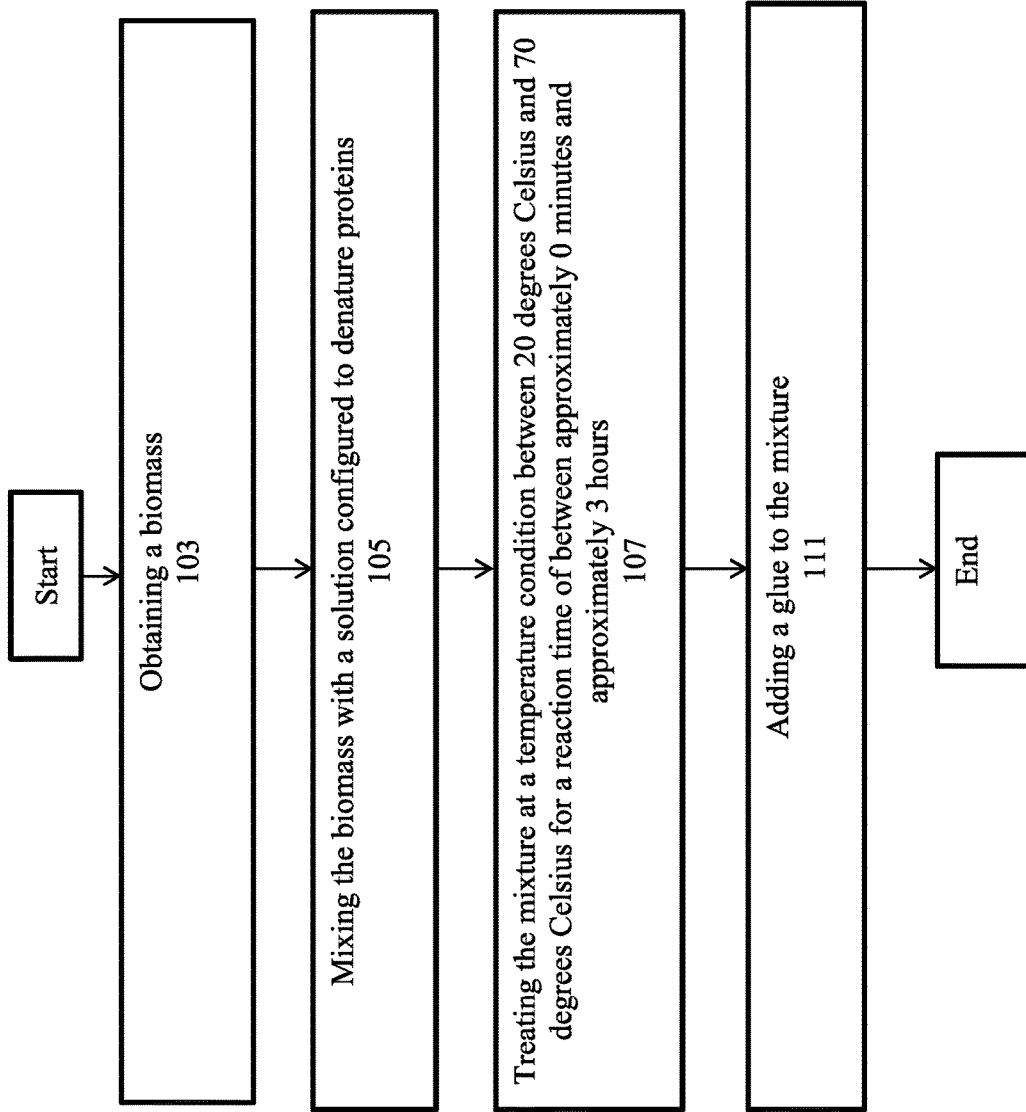 Start
Obtaining a biomass
103
Mixing the biomass with a solution configured to denature proteins
105
Treating the mixture at a temperature condition between 20 degrees Celsius and 70
degrees Celsius for a reaction time of between approximately 0 minutes and
approximately 3 hours
107
Adding a glue to the mixture
111
End